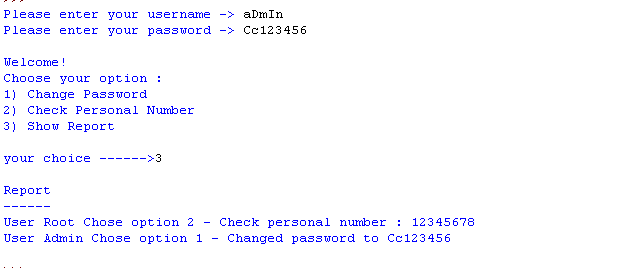 Please enter your username -> aDmIn
Please enter your password -> Cc123456
Welcome!
Choose your option :
1) Change Password
2) Check Personal Number
3) Show Report
your choice ------>3
Report
------
User Root Chose option 2 - Check personal number : 12345678
User Admin Chose option 1 - Changed password to Cc123456